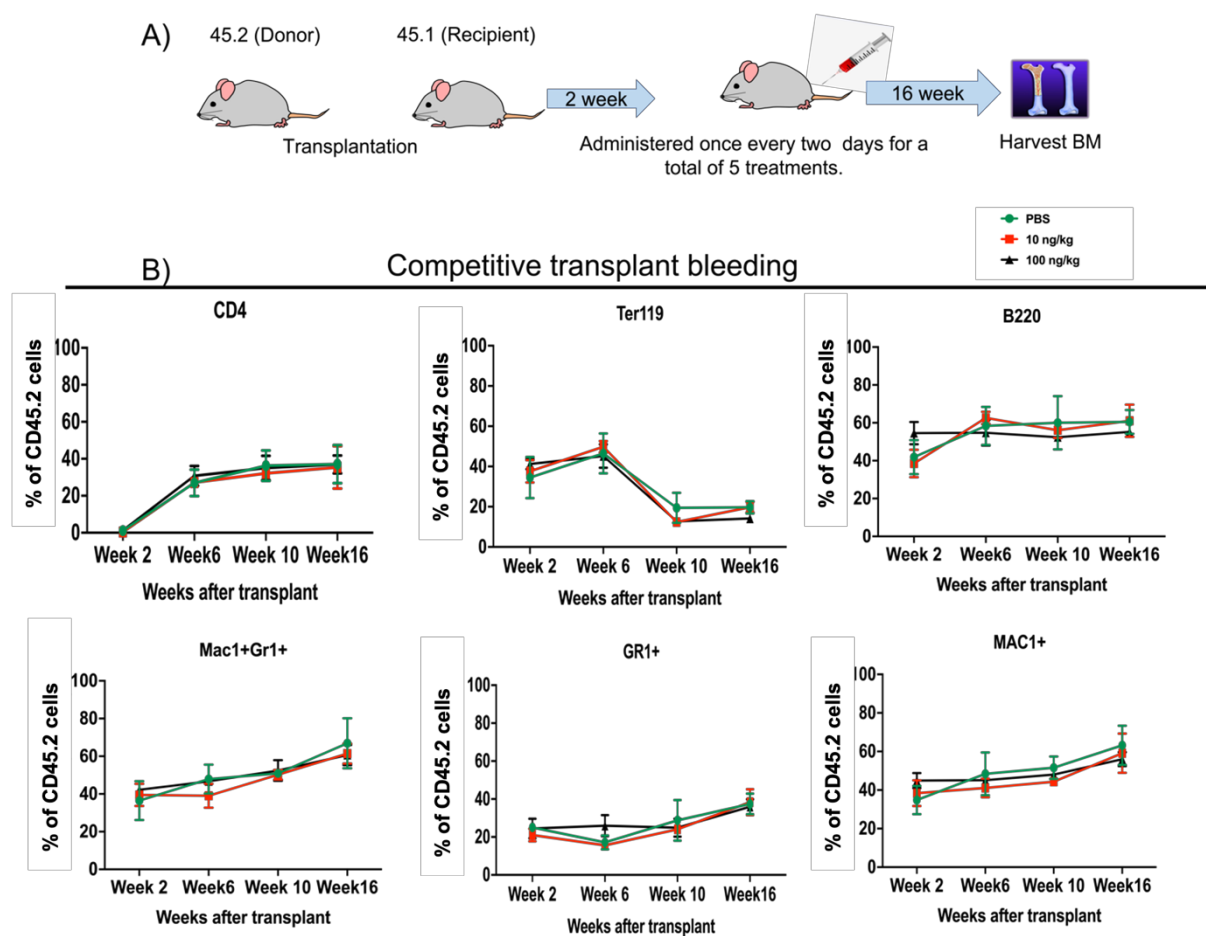 A)
45.2 (Donor)
45.1 (Recipient)
2 week
16 week
Transplantation
Administered once every two days for a
total of 5 treatments.
Harvest BM
PBS
10 ng/kg
100 ng/kg
B)
Competitive transplant bleeding
CD4
% of CD45.2 cells
100
80
60
40
20
0
Week 2
Week6
Week 10
Week16
Weeks after transplant
Ter119
% of CD45.2 cells
100
80
60
40
20
0
Week 2
Week 6
Week 10
Week16
Weeks after transplant
B220
% of CD45.2 cells
100
80
60
40
20
0
Week 2
Week6
Week 10
Week16
Weeks after transplant
Mac1+Gr1+
% of CD45.2 cells
100
80
60
40
20
0
Week 2
Week6
Week 10
Week16
Weeks after transplant
GR1+
% of CD45.2 cells
100
80
60
40
20
0
Week 2
Week 6
Week 10
Week16
Weeks after transplant
MAC1+
% of CD45.2 cells
100
80
60
40
20
0
Week 2
Week6
Week 10
Week16
Weeks after transplant